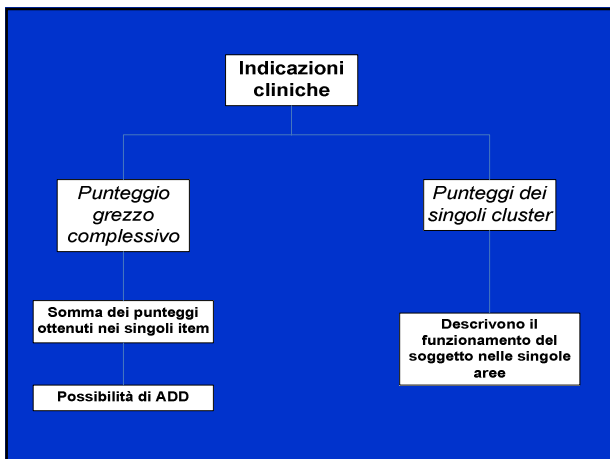 Indicazioni
cliniche
Punteggio
grezzo
complessivo
Somma dei punteggi
ottenuti nei singoli item
Possibilità di ADD
Punteggi dei
singoli cluster
Descrivono il
funzionamento del
soggetto nelle singole
aree